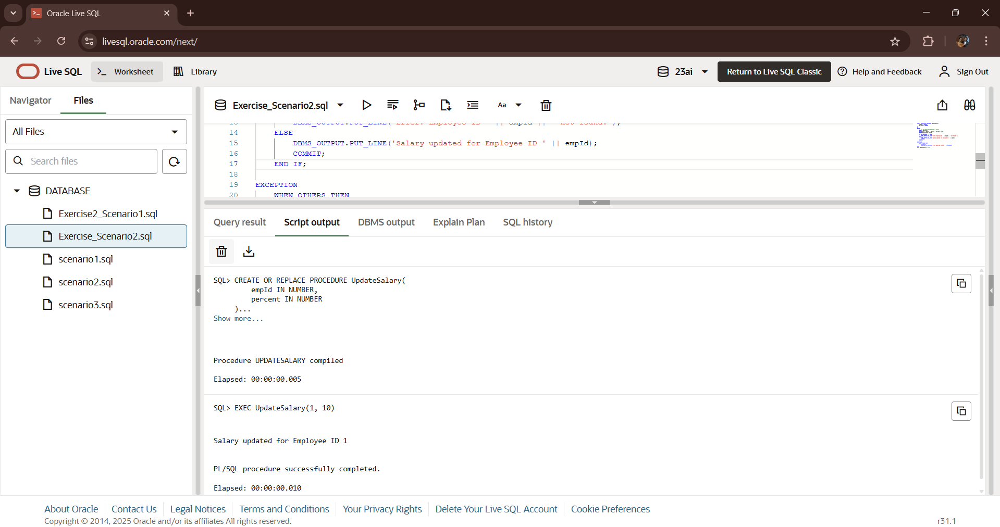 Oracle Live SQL
livesql.oracle.com/next/
Live SQL
Worksheet
Library
23ai
Return to Live SQL Classic
Help and Feedback
Sign Out
Navigator
Files
All Files
Search files
DATABASE
Exercise2_Scenario1.sql
Exercise_Scenario2.sql
scenario1.sql
scenario2.sql
scenario3.sql
Exercise_Scenario2.sql
Aa
14 ELSE
15 DBMS_OUTPUT.PUT_LINE('Salary updated for Employee ID ' || empId);
16 COMMIT;
17 END IF;
18
19 EXCEPTION
20 WHEN OTHERS THEN
Query result
Script output
DBMS output
Explain Plan
SQL history
SQL> CREATE OR REPLACE PROCEDURE UpdateSalary(
empId IN NUMBER,
percent IN NUMBER
)...
Show more...
Procedure UPDATESALARY compiled
Elapsed: 00:00:00.005
SQL> EXEC UpdateSalary(1, 10)
Salary updated for Employee ID 1
PL/SQL procedure successfully completed.
Elapsed: 00:00:00.010
About Oracle
Contact Us
Legal Notices
Terms and Conditions
Your Privacy Rights
Delete Your Live SQL Account
Cookie Preferences
Copyright © 2014, 2025 Oracle and/or its affiliates All rights reserved.
r31.1